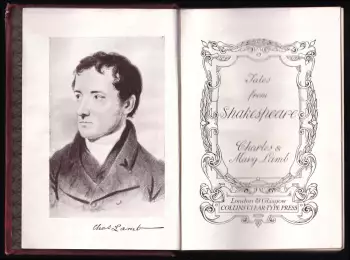 Chas. Lamb
Tales
from
Shakespeare
Charles &
Mary Lamb
London & Glasgow
COLLINS' CLEAR-TYPE PRESS